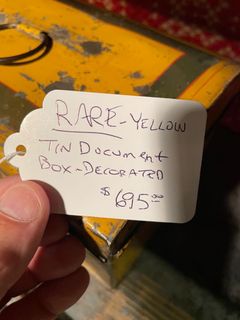 RARE-YELLOW
TIN DOCUMENT
BOX-DECORATED
$695.00